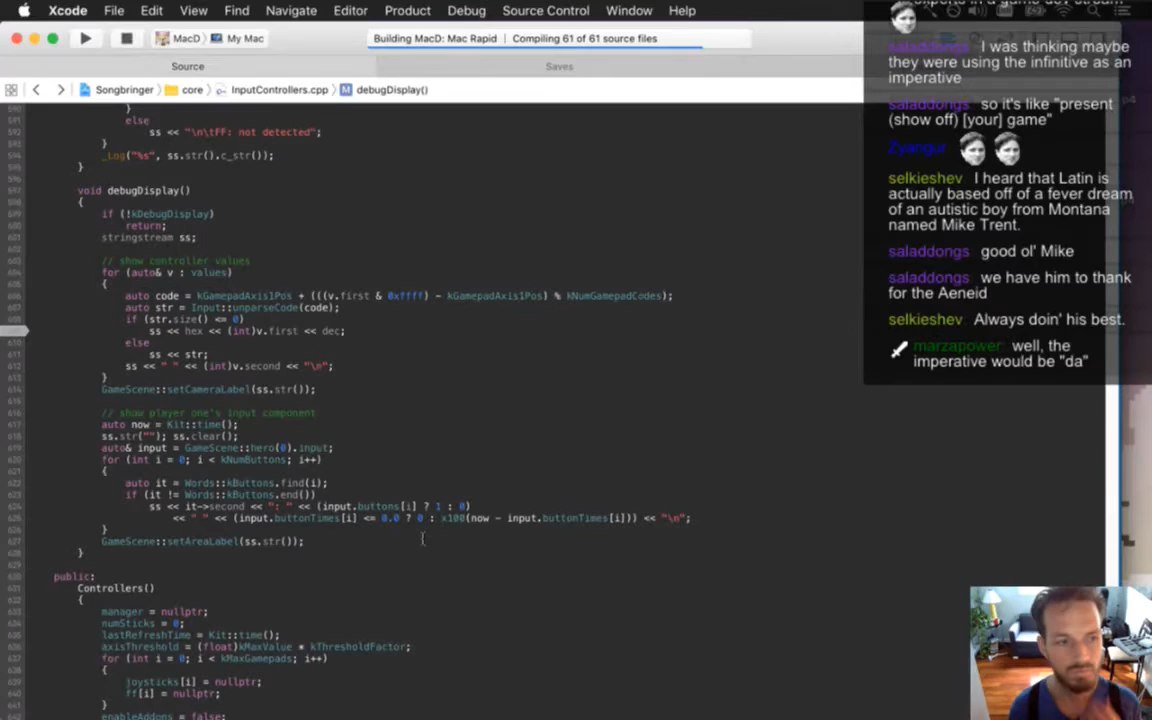 Xcode File Edit View Find Navigate Editor Product Debug Source Control Window Help
MacD My Mac
Building MacD: Mac Rapid | Compiling 61 of 61 source files
Source Saves
Songbringer core InputControllers.cpp M debugDisplay()
}
else
ss << "\n\tFF: not detected";
}
_Log("%s", ss.str().c_str());
}
void debugDisplay()
{
if (!kDebugDisplay)
return;
stringstream ss;
// show controller values
for (auto& v : values)
{
auto code = kGamepadAxis1Pos + (((v.first & 0xffff) - kGamepadAxis1Pos) % kNumGamepadCodes);
auto str = Input::unparseCode(code);
if (str.size() <= 0)
ss << hex << (int)v.first << dec;
else
ss << str;
ss << " " << (int)v.second << "\n";
}
GameScene::setCameraLabel(ss.str());
// show player one's input component
auto now = Kit::time();
ss.str(""); ss.clear();
auto& input = GameScene::hero(0).input;
for (int i = 0; i < kNumButtons; i++)
{
auto it = Words::kButtons.find(i);
if (it != Words::kButtons.end())
ss << it->second << ": " << (input.buttons[i] ? 1 : 0)
<< " " << (input.buttonTimes[i] <= 0.0 ? 0 : x100(now - input.buttonTimes[i])) << "\n";
}
GameScene::setAreaLabel(ss.str());
}
public:
Controllers()
{
manager = nullptr;
numSticks = 0;
lastRefreshTime = Kit::time();
axisThreshold = (float)kMaxValue * kThresholdFactor;
for (int i = 0; i < kMaxGamepads; i++)
{
joysticks[i] = nullptr;
ff[i] = nullptr;
}
enableAddons = false;
saladdongs I was thinking maybe
they were using the infinitive as an
imperative
saladdongs so it's like "present
(show off) [your] game"
Zyangur
selkieshev I heard that Latin is
actually based off of a fever dream
of an autistic boy from Montana
named Mike Trent.
saladdongs good ol' Mike
saladdongs we have him to thank
for the Aeneid
selkieshev Always doin' his best.
marzapower: well, the
imperative would be "da"